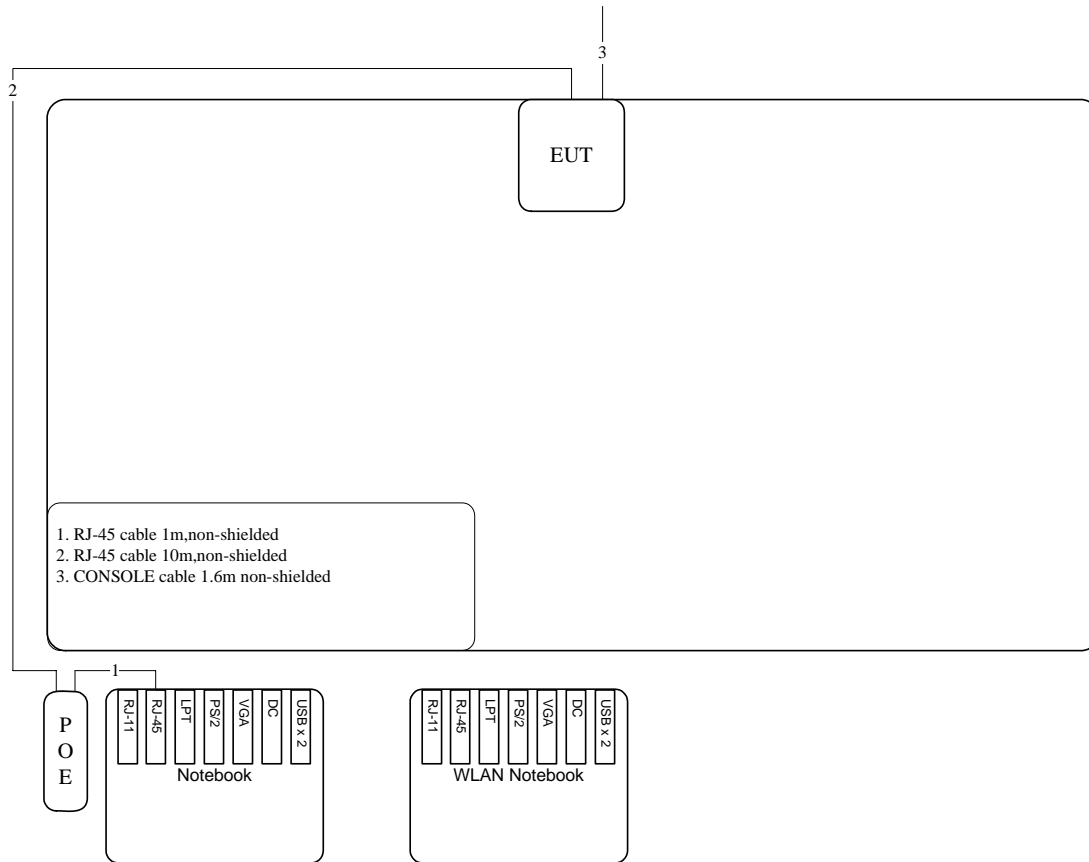 3
2
EUT
1. RJ-45 cable 1m,non-shielded
2. RJ-45 cable 10m,non-shielded
3. CONSOLE cable 1.6m non-shielded
1
POE
RJ-11
RJ-45
LPT
PS/2
VGA
DC
USB x 2
Notebook
RJ-11
RJ-45
LPT
PS/2
VGA
DC
USB x 2
WLAN Notebook